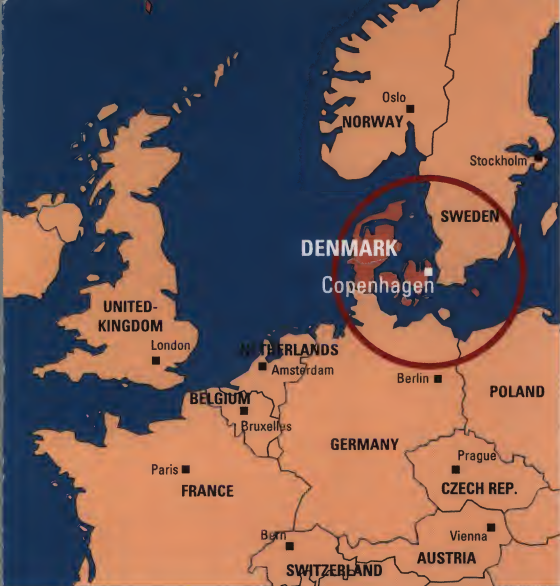 Oslo
NORWAY
Stockholm
SWEDEN
DENMARK
Copenhagen
UNITED-
KINGDOM
London
NETHERLANDS
Amsterdam
Berlin
POLAND
BELGIUM
Bruxelles
GERMANY
Prague
Paris
FRANCE
CZECH REP.
Bern
Vienna
AUSTRIA
SWITZERLAND